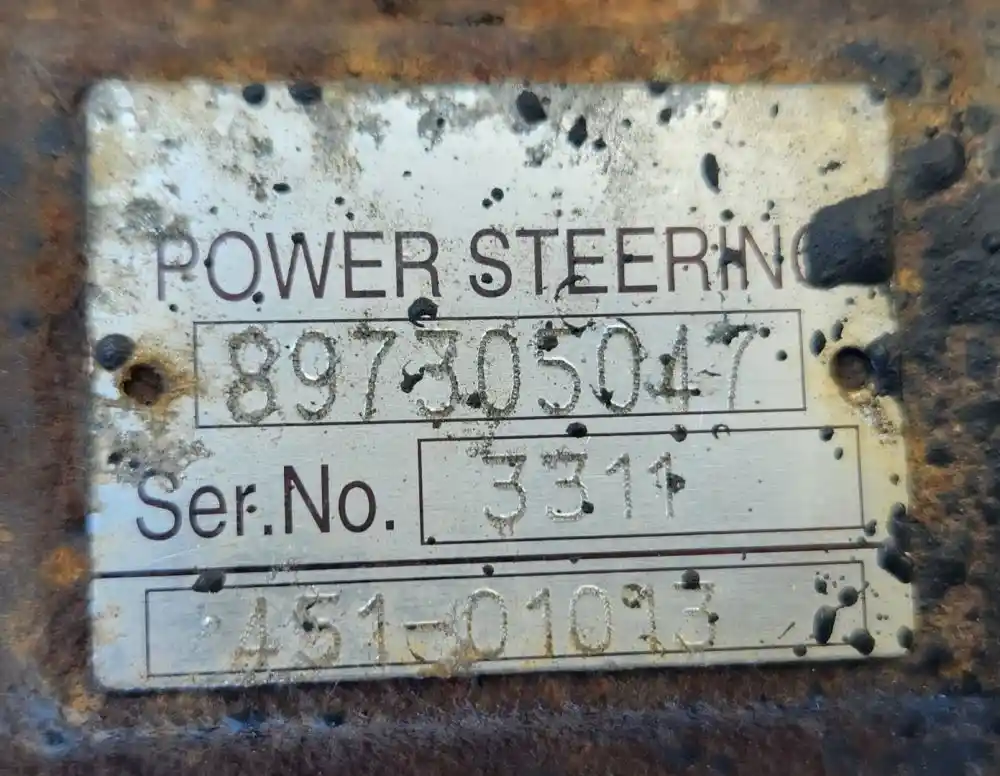 POWER STEERING
897305047
Ser.No. 3311
451-01013